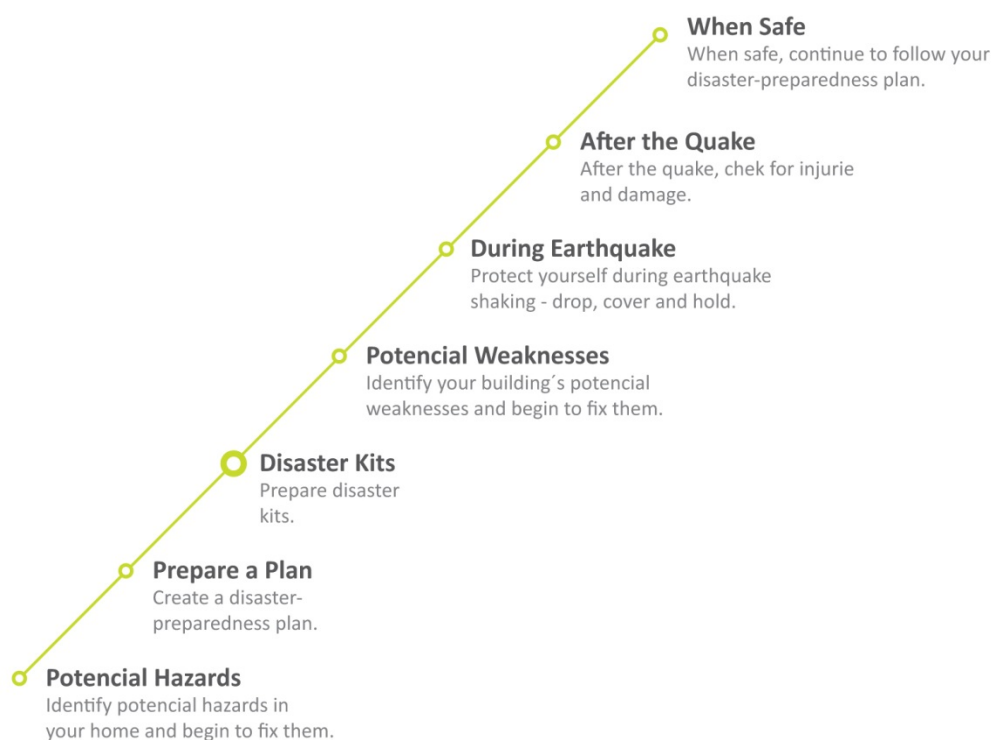 When Safe
When safe, continue to follow your
disaster-preparedness plan.
After the Quake
After the quake, chek for injurie
and damage.
During Earthquake
Protect yourself during earthquake
shaking - drop, cover and hold.
Potencial Weaknesses
Identify your building´s potencial
weaknesses and begin to fix them.
Disaster Kits
Prepare disaster
kits.
Prepare a Plan
Create a disaster-
preparedness plan.
Potencial Hazards
Identify potencial hazards in
your home and begin to fix them.